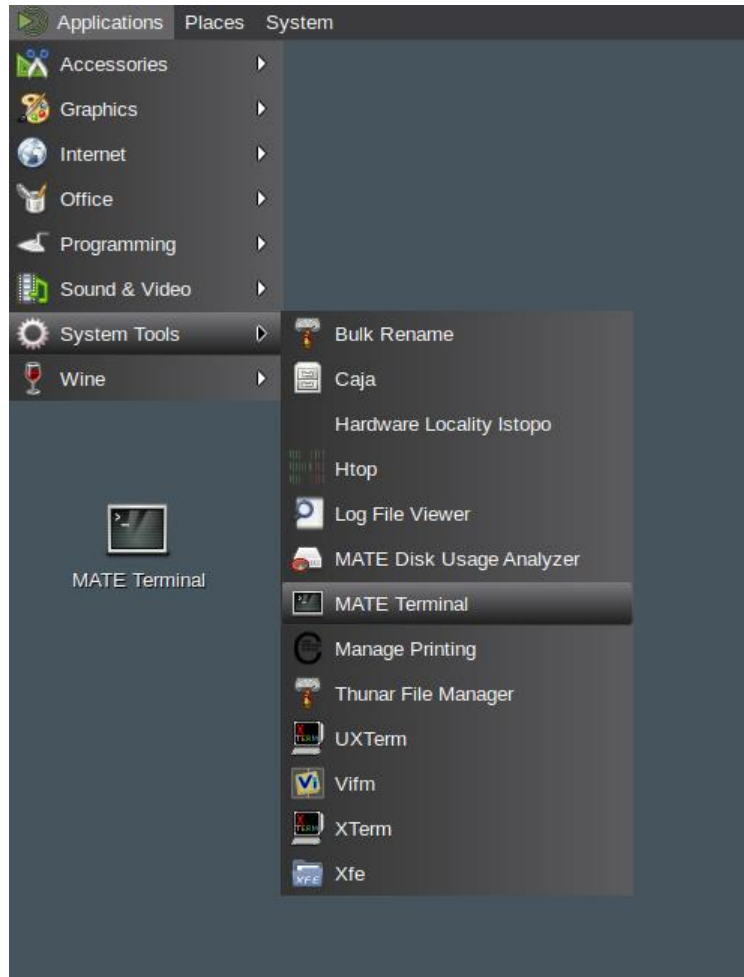 Applications Places System
Accessories
Graphics
Internet
Office
Programming
Sound & Video
System Tools
Wine
Bulk Rename
Caja
Hardware Locality lstopo
Htop
Log File Viewer
MATE Disk Usage Analyzer
MATE Terminal
Manage Printing
Thunar File Manager
UXTerm
Vifm
XTerm
Xfe
MATE Terminal